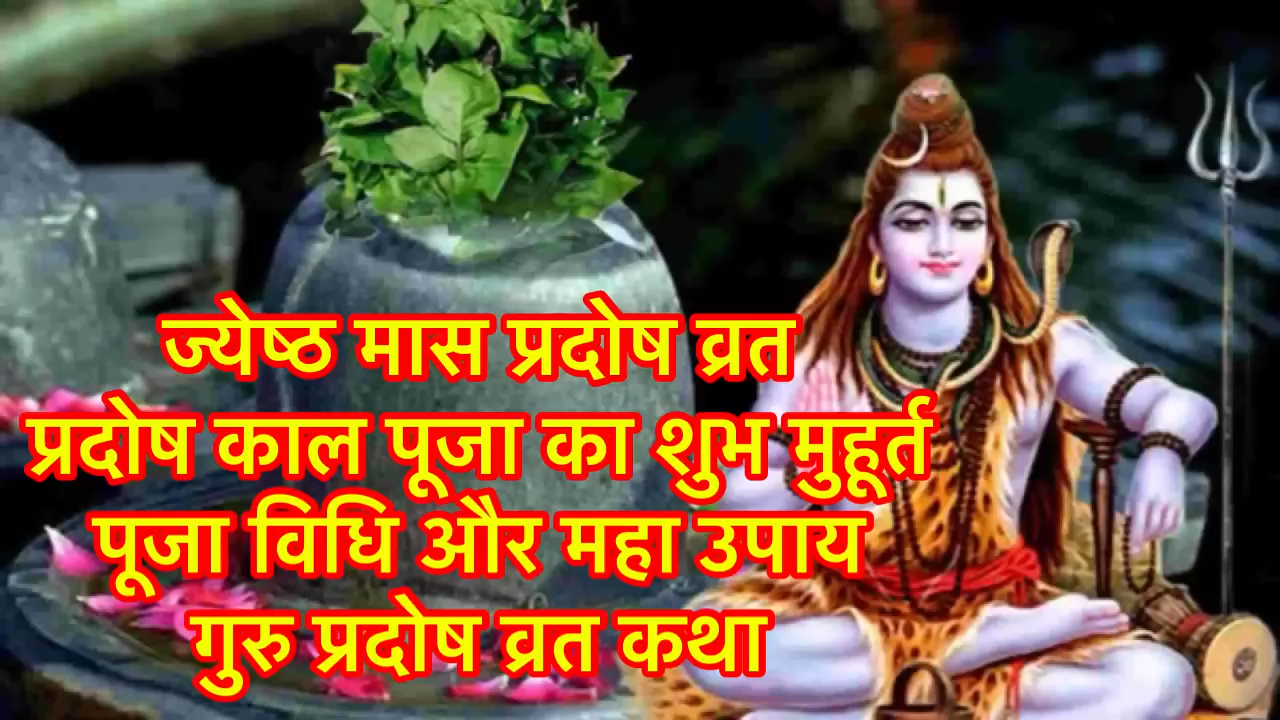 ज्येष्ठ मास प्रदोष व्रत
प्रदोष काल पूजा का शुभ मुहूर्त
पूजा विधि और महा उपाय
गुरु प्रदोष व्रत कथा